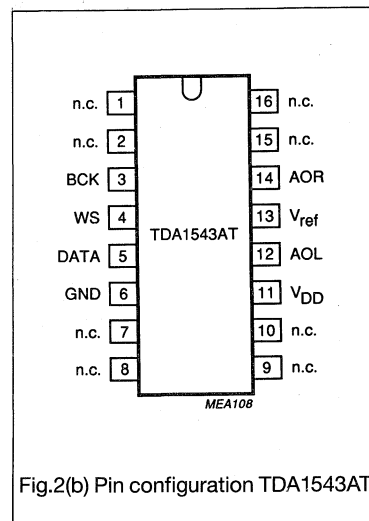 n.c. 1 16 n.c.
n.c. 2 15 n.c.
BCK 3 14 AOR
WS 4 13 Vref
TDA1543AT
DATA 5 12 AOL
GND 6 11 VDD
n.c. 7 10 n.c.
n.c. 8 9 n.c.
MEA108
Fig.2(b) Pin configuration TDA1543AT